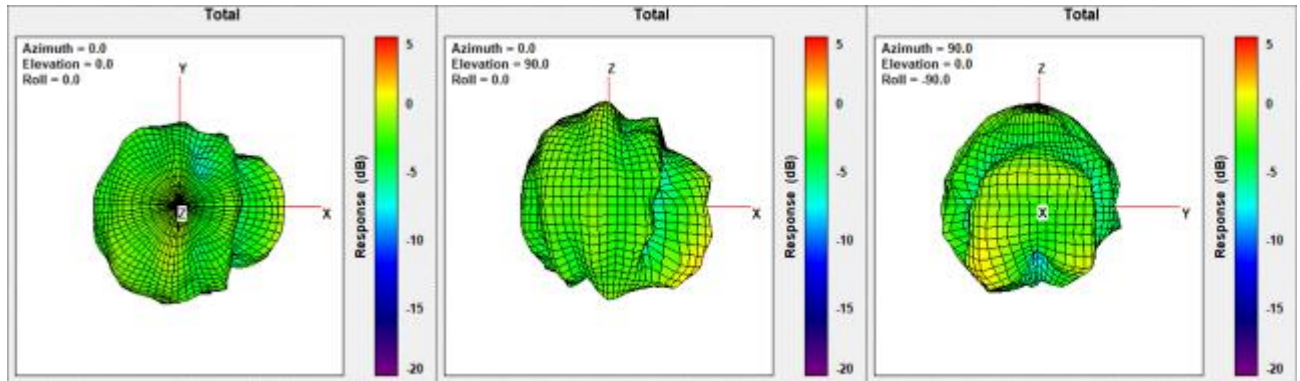 Total
Azimuth = 0.0
Elevation = 0.0
Roll = 0.0
Y
Z
X
5
0
-5
-10
-15
-20
Response (dB)
Total
Azimuth = 0.0
Elevation = 90.0
Roll = 0.0
Z
X
5
0
-5
-10
-15
-20
Response (dB)
Total
Azimuth = 90.0
Elevation = 0.0
Roll = -90.0
Z
X
Y
5
0
-5
-10
-15
-20
Response (dB)